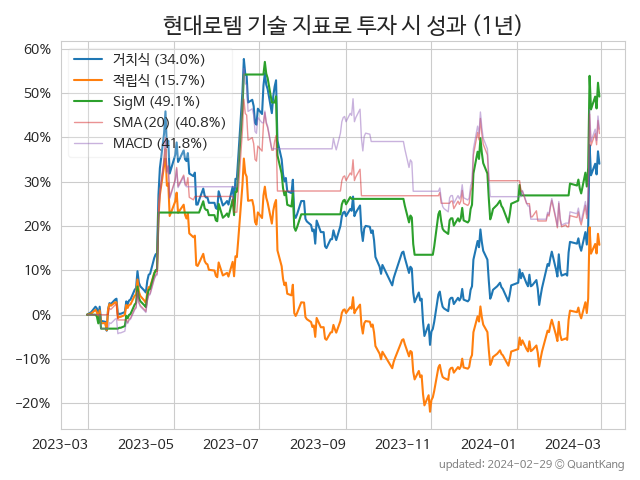 현대로템 기술 지표로 투자 시 성과 (1년)
60%
50%
40%
30%
20%
10%
0%
−10%
−20%
거치식 (34.0%)
적립식 (15.7%)
SigM (49.1%)
SMA(20) (40.8%)
MACD (41.8%)
2023-03 2023-05 2023-07 2023-09 2023-11 2024-01 2024-03
updated: 2024-02-29 ⓒ QuantKang